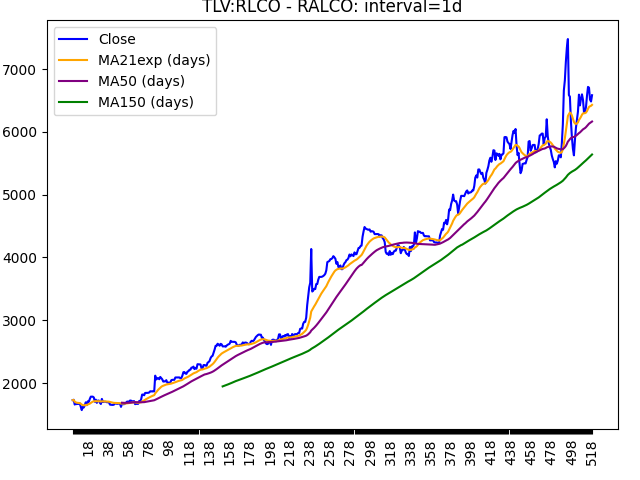 TLV:RLCO - RALCO: interval=1d
Close
MA21exp (days)
MA50 (days)
MA150 (days)
7000
6000
5000
4000
3000
2000
18 38 58 78 98 118 138 158 178 198 218 238 258 278 298 318 338 358 378 398 418 438 458 478 498 518